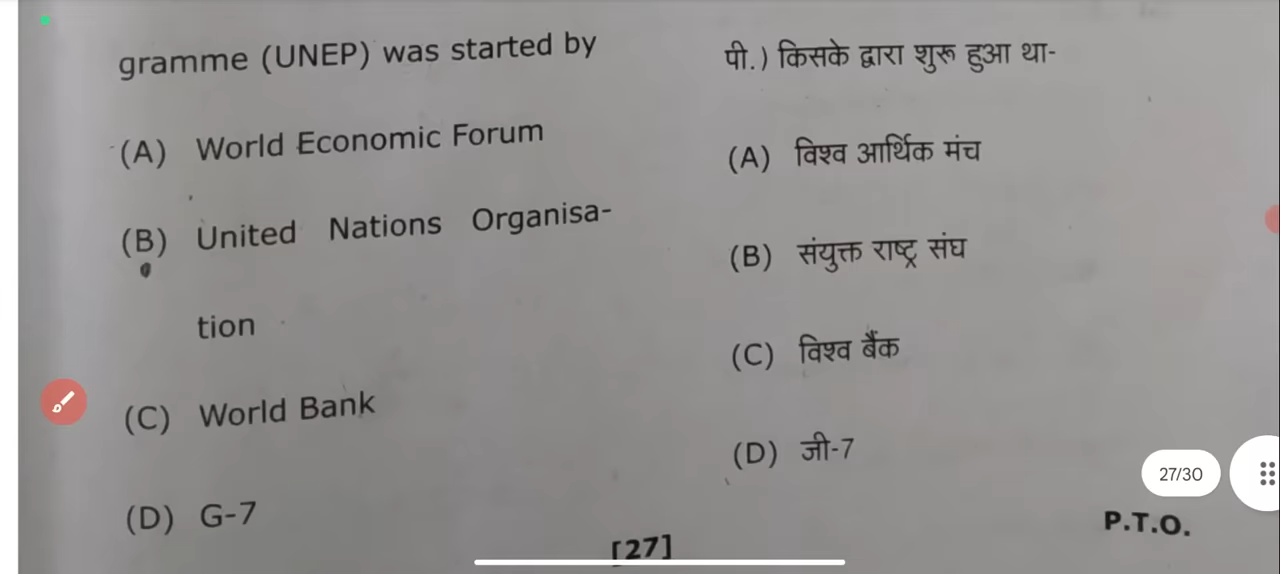 gramme (UNEP) was started by
(A) World Economic Forum
(B) United Nations Organisa-
tion
(C) World Bank
(D) G-7
पी.) किसके द्वारा शुरू हुआ था-
(A) विश्व आर्थिक मंच
(B) संयुक्त राष्ट्र संघ
(C) विश्व बैंक
(D) जी-7
27/30
P.T.O.
[27]